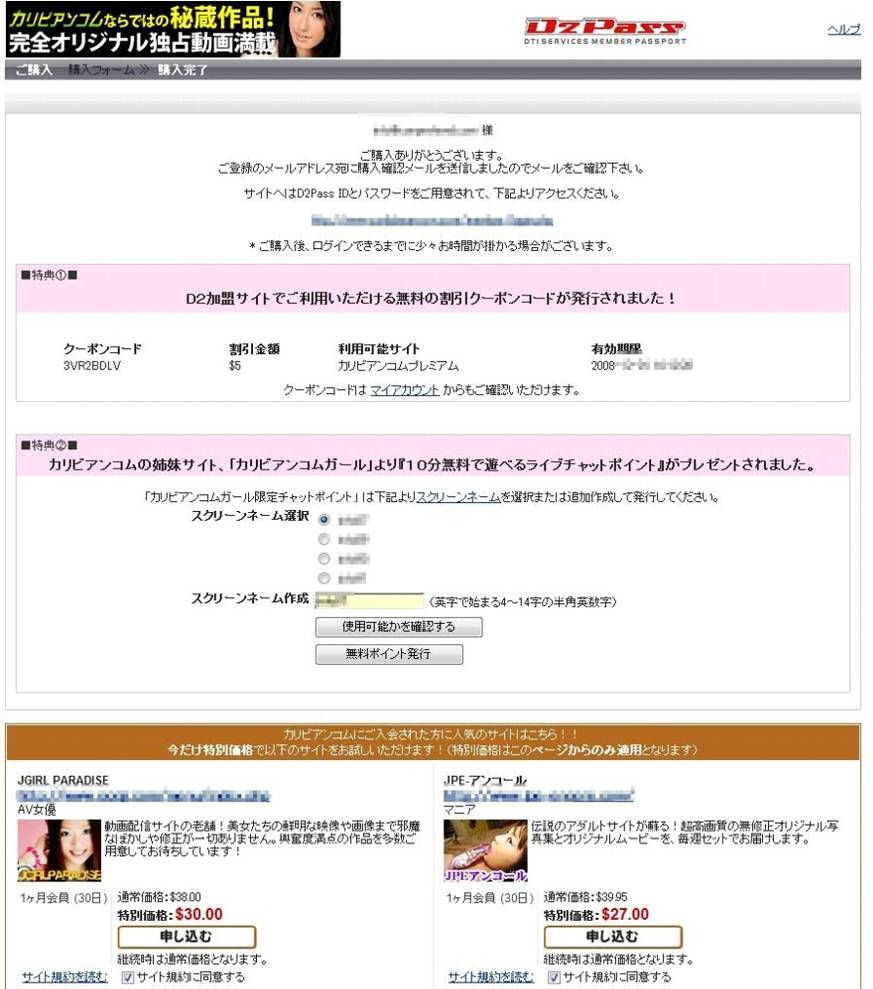 カリビアンコムならではの秘蔵作品!
完全オリジナル独占動画満載
D2Pass
DTI SERVICES MEMBER PASSPORT
ヘルプ
ご購入 購入フォーム≫ 購入完了
様
ご購入ありがとうございます。
ご登録のメールアドレス宛に購入確認メールを送信しましたのでメールをご確認下さい。
サイトへはD2Pass IDとパスワードをご用意されて、下記よりアクセスください。
* ご購入後、ログインできるまでに少々お時間が掛かる場合がございます。
■特典①■
D2加盟サイトでご利用いただける無料の割引クーポンコードが発行されました!
クーポンコード 割引金額 利用可能サイト 有効期限
3VR2BDLV $5 カリビアンコムプレミアム 2008
クーポンコードは マイアカウント からもご確認いただけます。
■特典②■
カリビアンコムの姉妹サイト、「カリビアンコムガール」より『10分無料で遊べるライブチャットポイント』がプレゼントされました。
「カリビアンコムガール限定チャットポイント」は下記よりスクリーンネームを選択または追加作成して発行してください。
スクリーンネーム選択
スクリーンネーム作成 (英字で始まる4~14字の半角英数字)
使用可能かを確認する
無料ポイント発行
カリビアンコムにご入会された方に人気のサイトはこちら!!
今だけ特別価格で以下のサイトをお試しいただけます!(特別価格はこのページからのみ適用となります)
JGIRL PARADISE
AV女優
動画配信サイトの老舗!美女たちの鮮明な映像や画像まで邪魔
なぼかしや修正が一切ありません。興奮度満点の作品を多数ご
用意してお待ちしています!
JGIRLPARADISE
1ヶ月会員 (30日) 通常価格:$38.00
特別価格:$30.00
申し込む
継続時は通常価格となります。
サイト規約を読む サイト規約に同意する
JPE-アンコール
マニア
伝説のアダルトサイトが蘇る!超高画質の無修正オリジナル写
真集とオリジナルムービーを、毎週セットでお届けします。
JPEアンコール
1ヶ月会員 (30日) 通常価格:$39.95
特別価格:$27.00
申し込む
継続時は通常価格となります。
サイト規約を読む サイト規約に同意する